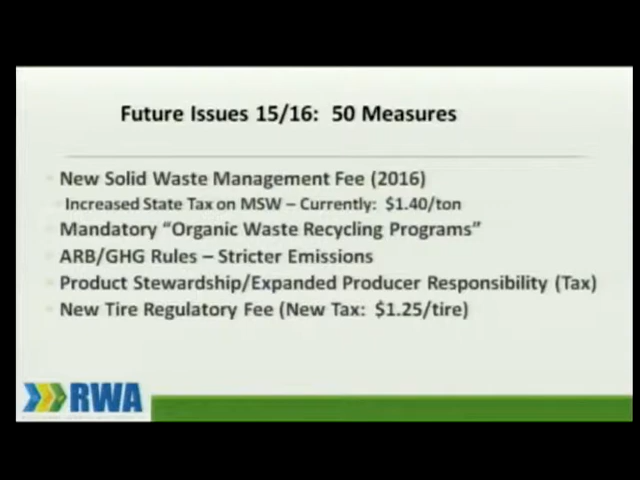 Future Issues 15/16: 50 Measures
New Solid Waste Management Fee (2016)
Increased State Tax on MSW – Currently: $1.40/ton
Mandatory “Organic Waste Recycling Programs”
ARB/GHG Rules – Stricter Emissions
Product Stewardship/Expanded Producer Responsibility (Tax)
New Tire Regulatory Fee (New Tax: $1.25/tire)
RWA